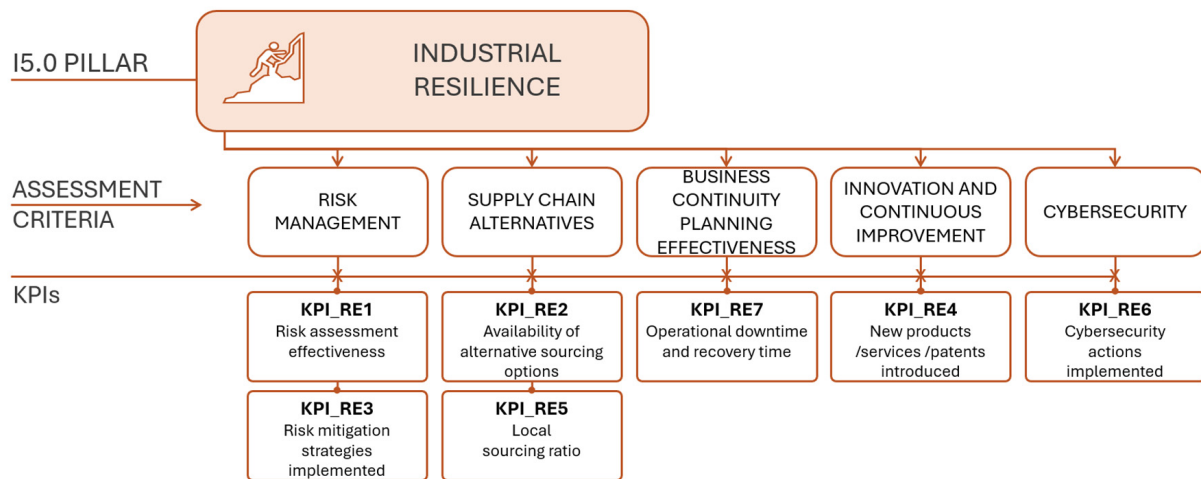 I5.0 PILLAR
INDUSTRIAL
RESILIENCE
ASSESSMENT
CRITERIA
RISK
MANAGEMENT
SUPPLY CHAIN
ALTERNATIVES
BUSINESS
CONTINUITY
PLANNING
EFFECTIVENESS
INNOVATION AND
CONTINUOUS
IMPROVEMENT
CYBERSECURITY
KPIs
KPI_RE1
Risk assessment
effectiveness
KPI_RE2
Availability of
alternative sourcing
options
KPI_RE7
Operational downtime
and recovery time
KPI_RE4
New products
/services /patents
introduced
KPI_RE6
Cybersecurity
actions
implemented
KPI_RE3
Risk mitigation
strategies
implemented
KPI_RE5
Local
sourcing ratio